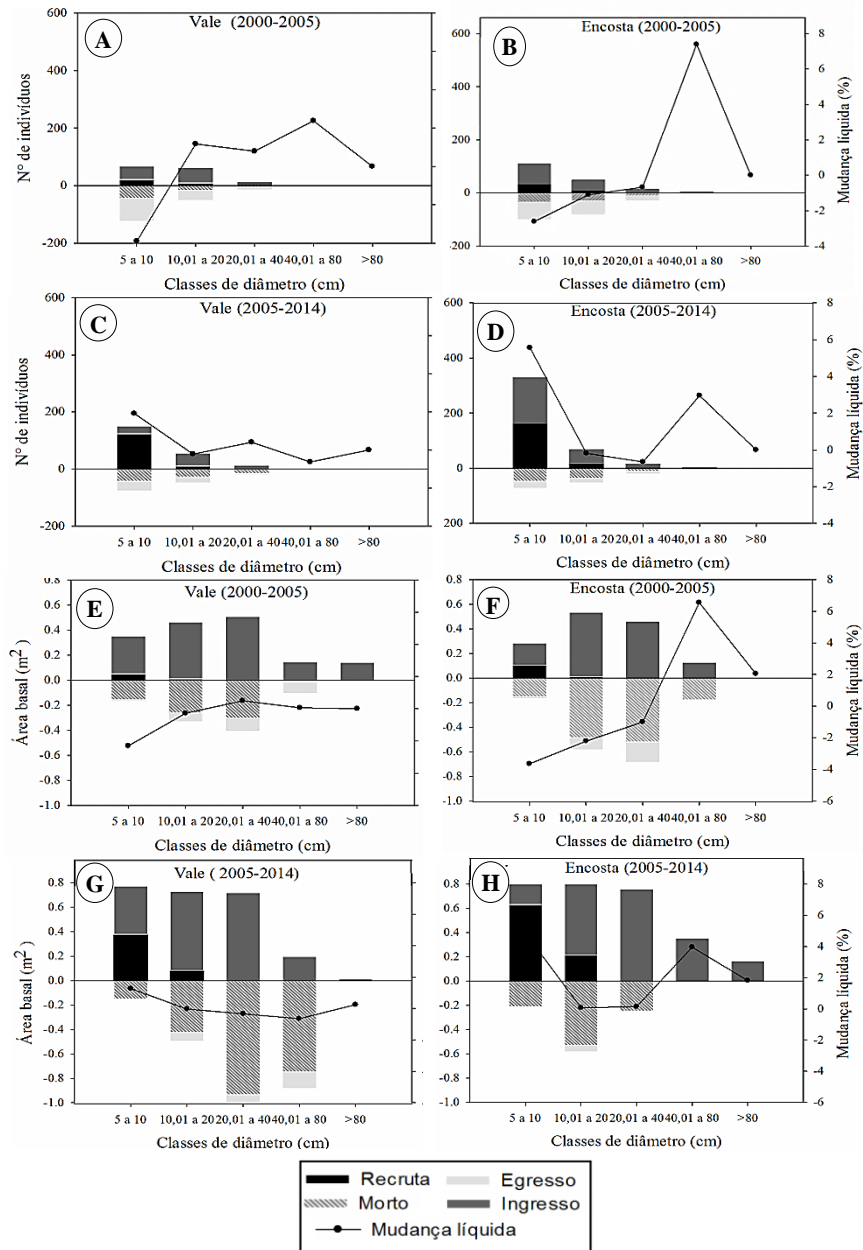 A
Vale (2000-2005)
600
400
200
0
-200
N° de indivíduos
5 a 10 10,01 a 20 20,01 a 40 40,01 a 80 >80
Classes de diâmetro (cm)
B
Encosta (2000-2005)
600
400
200
0
200
8
6
4
2
0
-2
-4
Mudança liquida (%)
5 a 10 10,01 a 20 20,01 a 40 40,01 a 80 >80
Classes de diâmetro (cm)
C
Vale (2005-2014)
600
400
200
0
-200
N° de indivíduos
5 a 10 10,01 a 20 20,01 a 40 40,01 a 80 >80
Classes de diâmetro (cm)
D
Encosta (2005-2014)
600
400
200
0
200
8
6
4
2
0
-2
-4
Mudança líquida (%)
5 a 10 10,01 a 20 20,01 a 40 40,01 a 80 >80
Classes de diâmetro (cm)
E
Vale (2000-2005)
0.8
0.6
0.4
0.2
0.0
-0.2
-0.4
-0.6
-0.8
-1.0
Área basal (m²)
5 a 10 10,01 a 20 20,01 a 40 40,01 a 80 >80
Classes de diâmetro (cm)
F
Encosta (2000-2005)
0.8
0.6
0.4
0.2
0.0
-0.2
-0.4
-0.6
-0.8
-1.0
8
6
4
2
0
-2
-4
-6
Mudança líquida (%)
5 a 10 10,01 a 20 20,01 a 40 40,01 a 80 >80
Classes de diâmetro (cm)
G
Vale ( 2005-2014)
0.8
0.6
0.4
0.2
0.0
-0.2
-0.4
-0.6
-0.8
-1.0
Área basal (m²)
5 a 10 10,01 a 20 20,01 a 40 40,01 a 80 >80
Classes de diâmetro (cm)
H
Encosta (2005-2014)
0.8
0.6
0.4
0.2
0.0
-0.2
-0.4
-0.6
-0.8
-1.0
8
6
4
2
0
-2
-4
-6
Mudança líquida (%)
5 a 10 10,01 a 20 20,01 a 40 40,01 a 80 >80
Classes de diâmetro (cm)
Recruta Egresso
Morto Ingresso
Mudança líquida